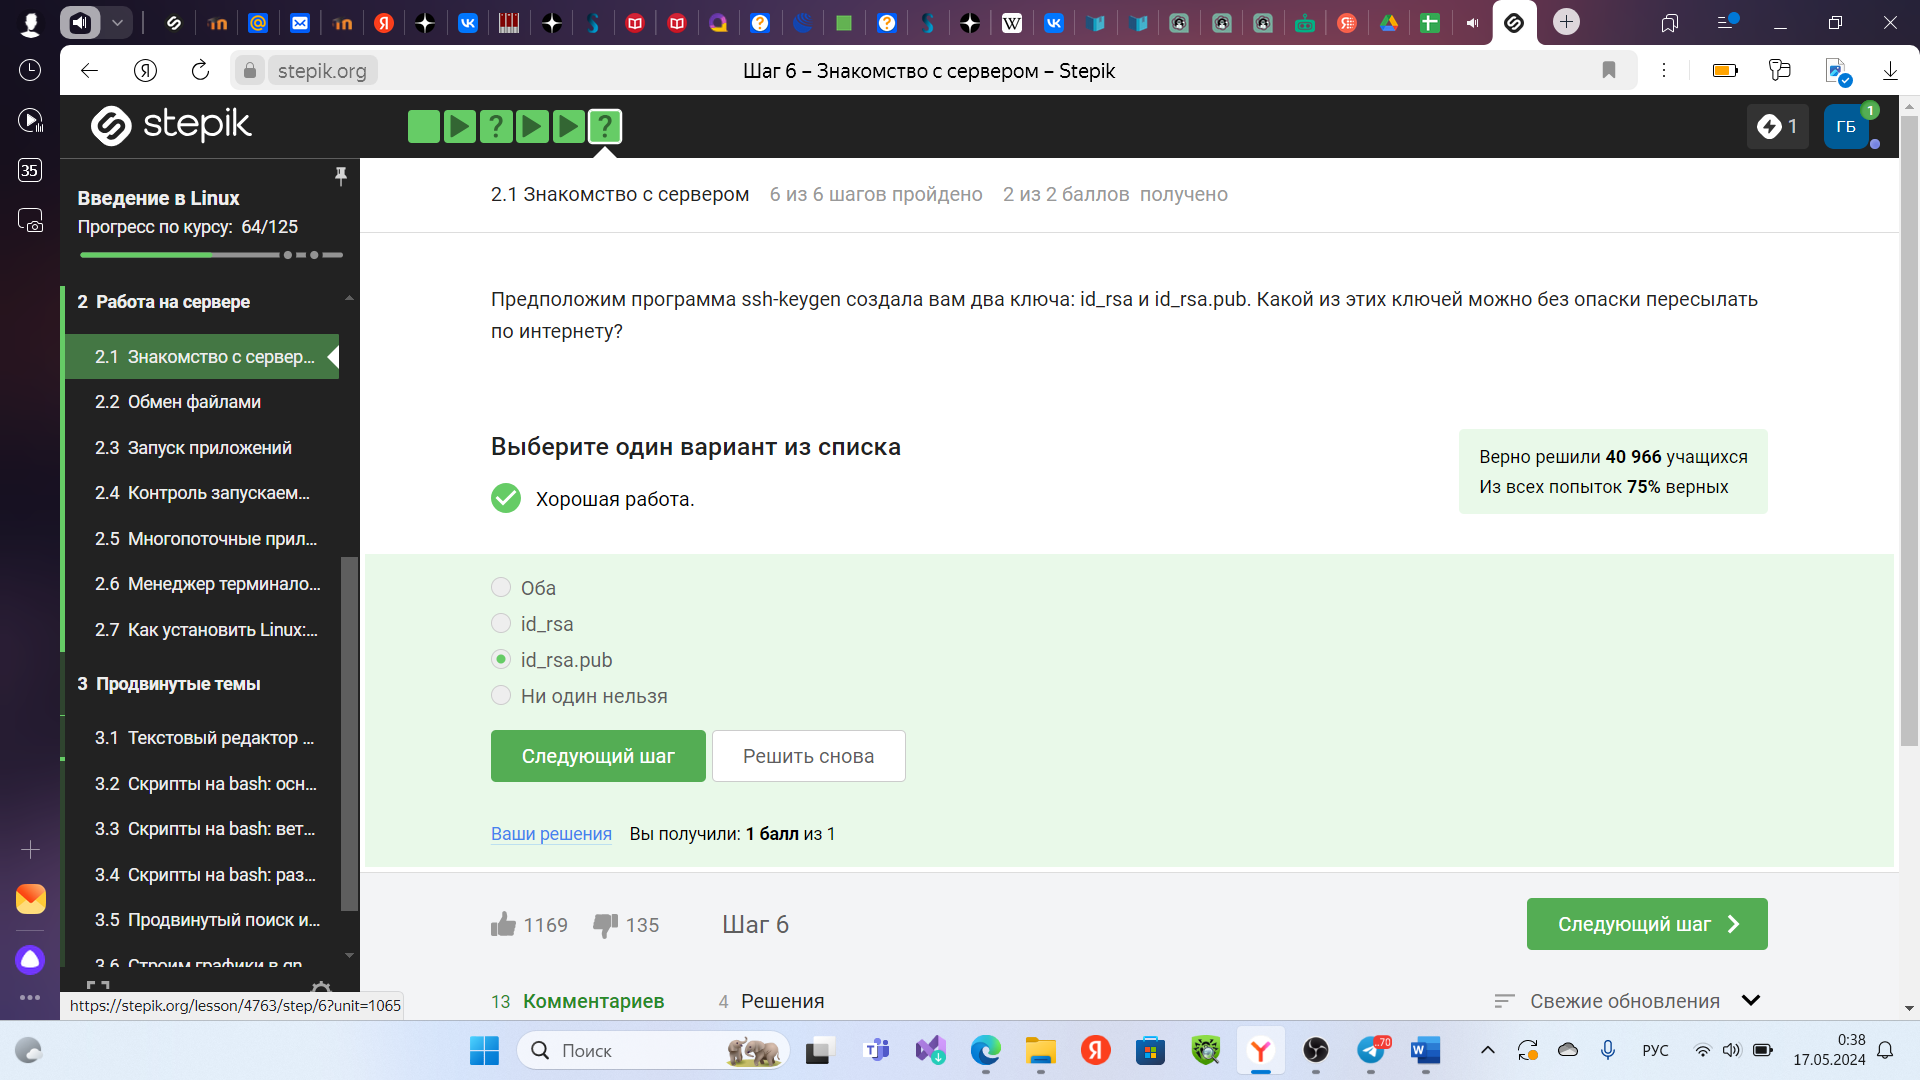 stepik.org
Шаг 6 – Знакомство с сервером – Stepik
35
stepik
1
ГБ
1
Введение в Linux
Прогресс по курсу: 64/125
2 Работа на сервере
2.1 Знакомство с сервер...
2.2 Обмен файлами
2.3 Запуск приложений
2.4 Контроль запускаем...
2.5 Многопоточные прил...
2.6 Менеджер терминало...
2.7 Как установить Linux:...
3 Продвинутые темы
3.1 Текстовый редактор ...
3.2 Скрипты на bash: осн...
3.3 Скрипты на bash: вет...
3.4 Скрипты на bash: раз...
3.5 Продвинутый поиск и...
3.6 Строим графики в gn...
https://stepik.org/lesson/4763/step/6?unit=1065
2.1 Знакомство с сервером 6 из 6 шагов пройдено 2 из 2 баллов получено
Предположим программа ssh-keygen создала вам два ключа: id_rsa и id_rsa.pub. Какой из этих ключей можно без опаски пересылать
по интернету?
Выберите один вариант из списка
Хорошая работа.
Верно решили 40 966 учащихся
Из всех попыток 75% верных
Оба
id_rsa
id_rsa.pub
Ни один нельзя
Следующий шаг
Решить снова
Ваши решения Вы получили: 1 балл из 1
1169
135
Шаг 6
Следующий шаг
13 Комментариев
4 Решения
Свежие обновления
Поиск
РУС
0:38
17.05.2024